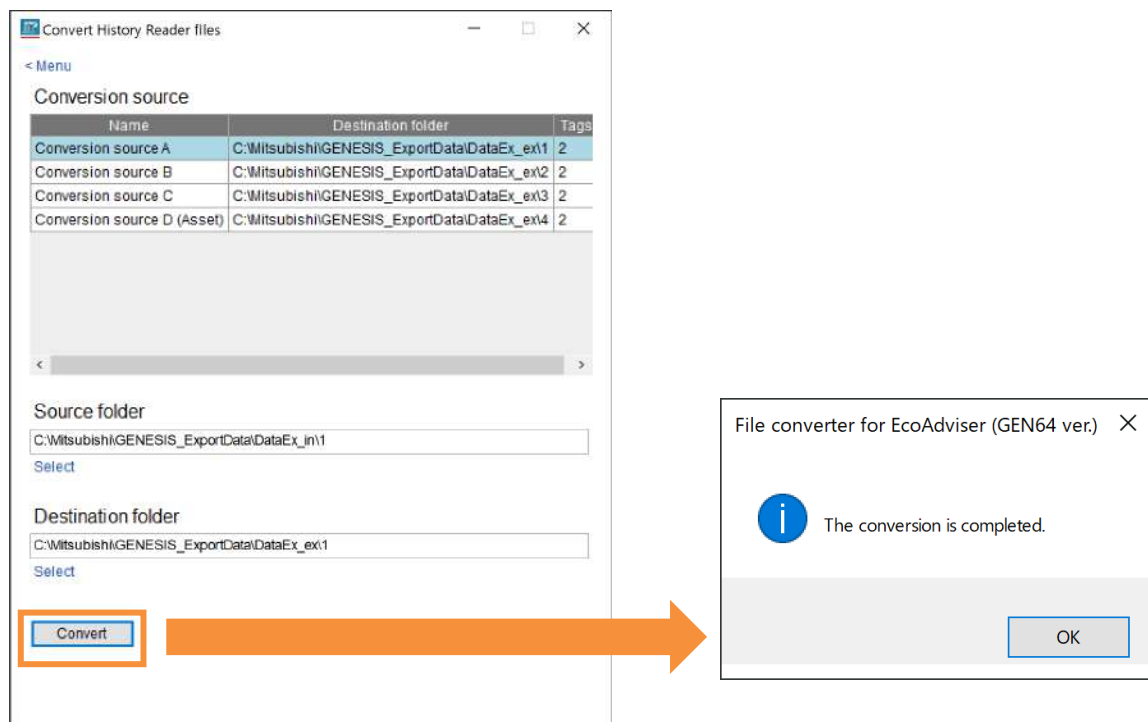 Convert History Reader files
< Menu
Conversion source
Name Destination folder Tags
Conversion source A C:\Mitsubishi\GENESIS_ExportData\DataEx_ex\1 2
Conversion source B C:\Mitsubishi\GENESIS_ExportData\DataEx_ex\2 2
Conversion source C C:\Mitsubishi\GENESIS_ExportData\DataEx_ex\3 2
Conversion source D (Asset) C:\Mitsubishi\GENESIS_ExportData\DataEx_ex\4 2
Source folder
C:\Mitsubishi\GENESIS_ExportData\DataEx_in\1
Select
Destination folder
C:\Mitsubishi\GENESIS_ExportData\DataEx_ex\1
Select
Convert
File converter for EcoAdviser (GEN64 ver.)
The conversion is completed.
OK